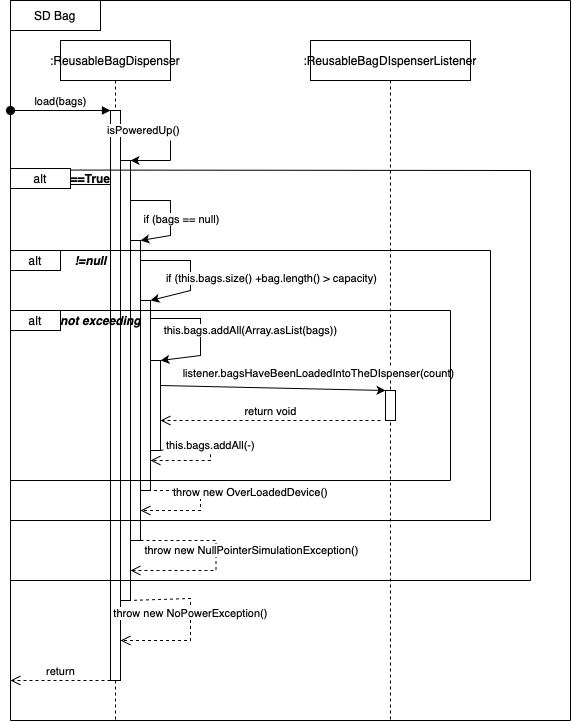 SD Bag
:ReusableBagDispenser
:ReusableBagDIspenserListener
load(bags)
isPoweredUp()
alt
==True
if (bags == null)
alt
!=null
if (this.bags.size() +bag.length() > capacity)
alt
not exceeding
this.bags.addAll(Array.asList(bags))
listener.bagsHaveBeenLoadedIntoTheDIspenser(count)
return void
this.bags.addAll(-)
throw new OverLoadedDevice()
throw new NullPointerSimulationException()
throw new NoPowerException()
return